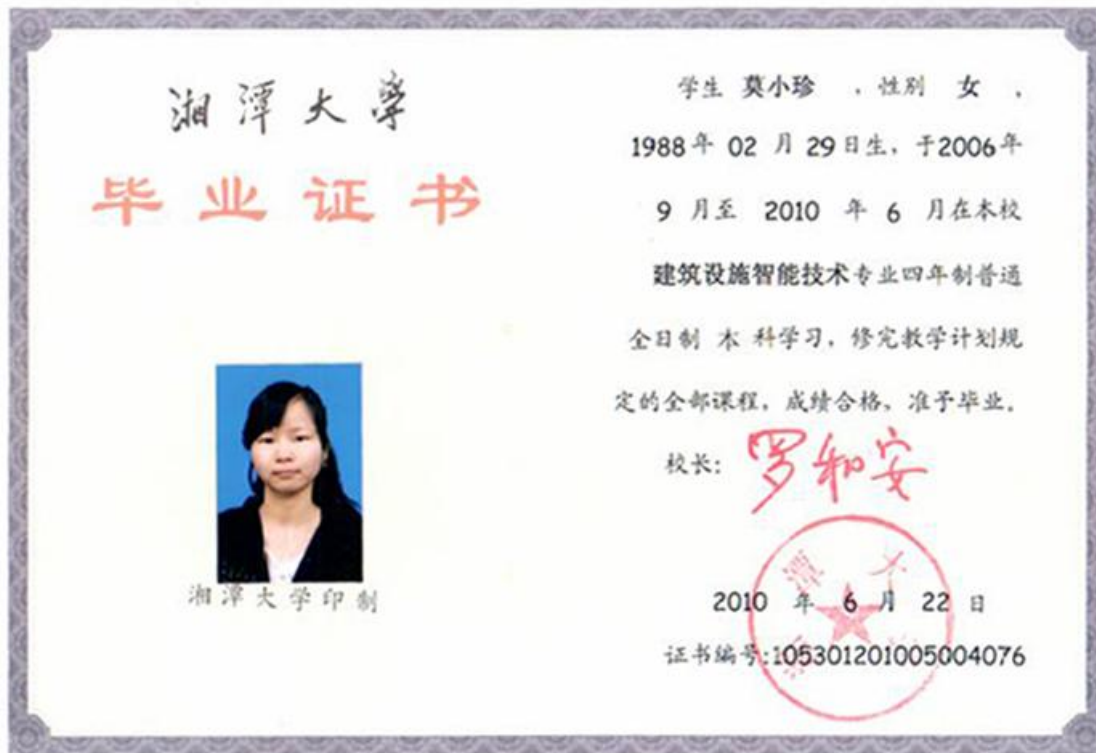 湘潭大學
毕业证书
湘潭大学印制
学生 莫小珍 ，性别 女 ，
1988年 02 月 29日生，于2006年
9 月至 2010 年 6 月在本校
建筑设施智能技术专业四年制普通
全日制 本 科学习，修完教学计划规
定的全部课程，成绩合格，准予毕业。
校长：罗和安
湘潭大
2010 年 6 月 22 日
证书编号:105301201005004076